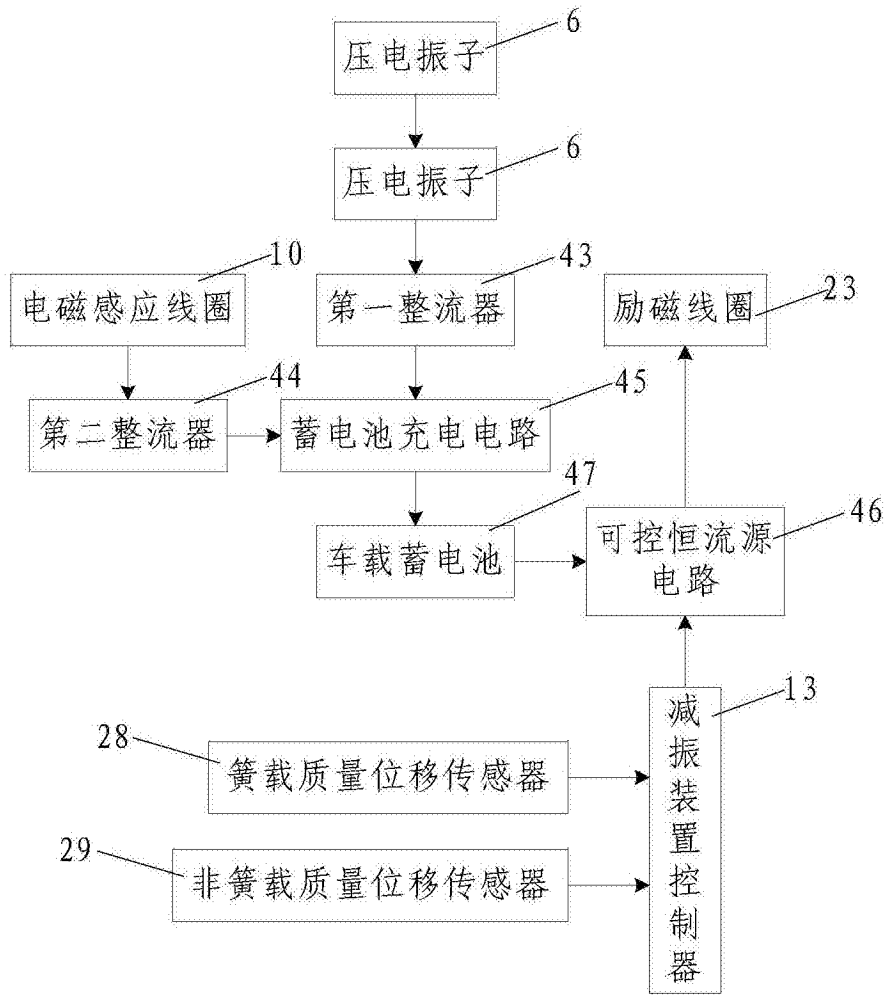 6
压电振子
6
压电振子
10
43
23
电磁感应线圈
第一整流器
励磁线圈
44
45
第二整流器
蓄电池充电电路
47
46
车载蓄电池
可控恒流源
电路
13
减振装置控制器
28
簧载质量位移传感器
29
非簧载质量位移传感器